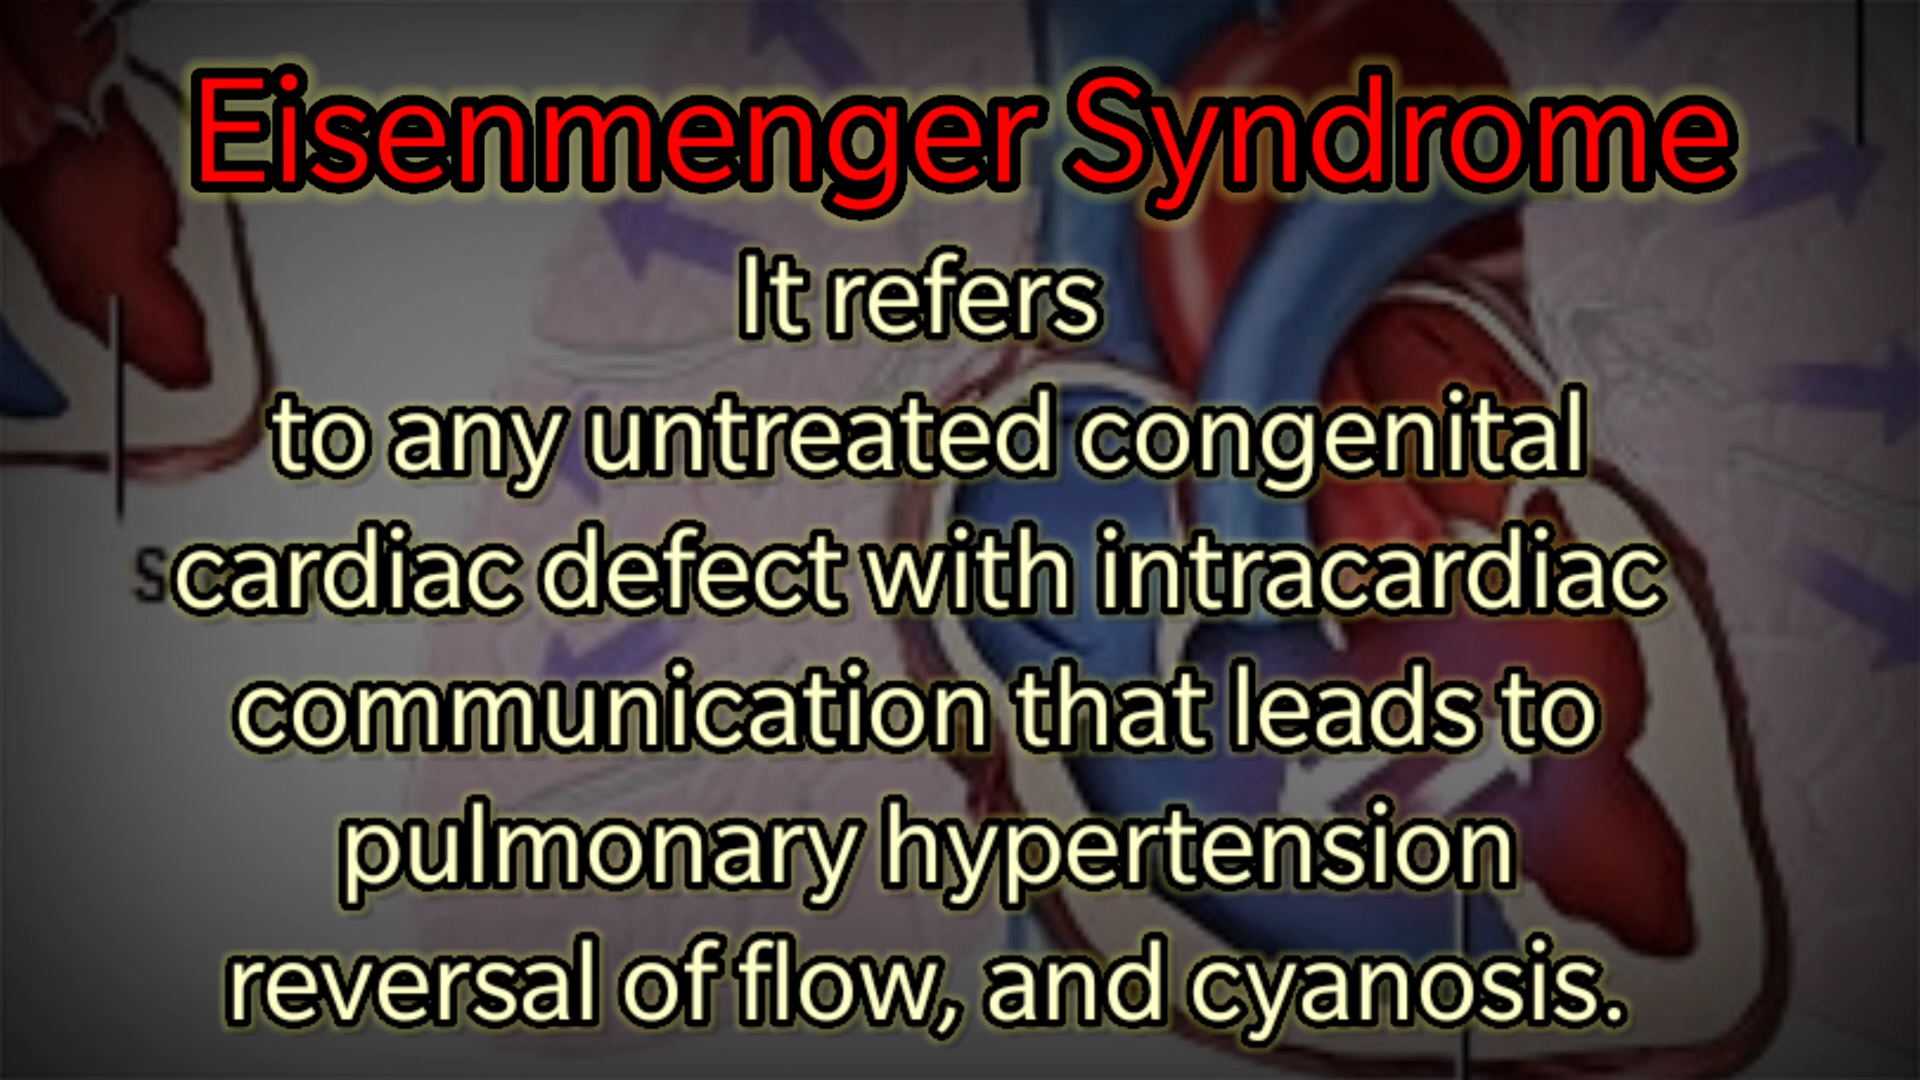 Eisenmenger Syndrome
It refers
to any untreated congenital
cardiac defect with intracardiac
communication that leads to
pulmonary hypertension
reversal of flow, and cyanosis.